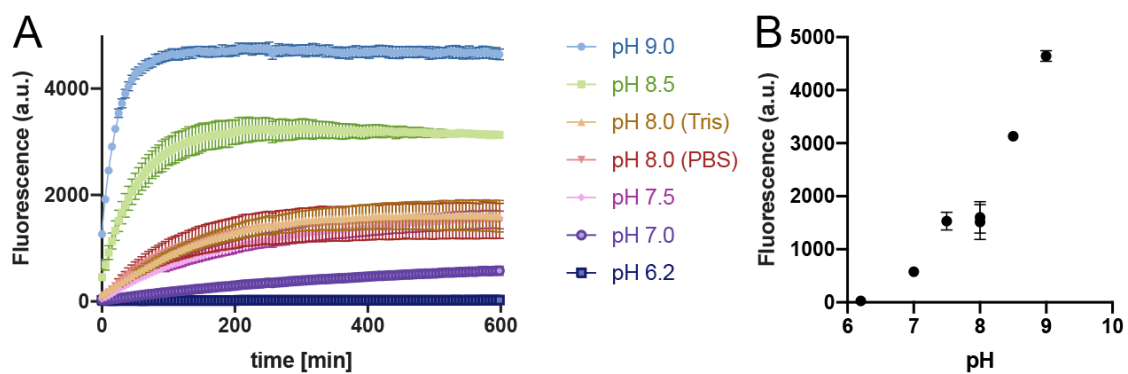 A
Fluorescence (a.u.)
4000
2000
0
0
200
400
600
time [min]
pH 9.0
pH 8.5
pH 8.0 (Tris)
pH 8.0 (PBS)
pH 7.5
pH 7.0
pH 6.2
B
Fluorescence (a.u.)
5000
4000
3000
2000
1000
0
6
7
8
9
10
pH